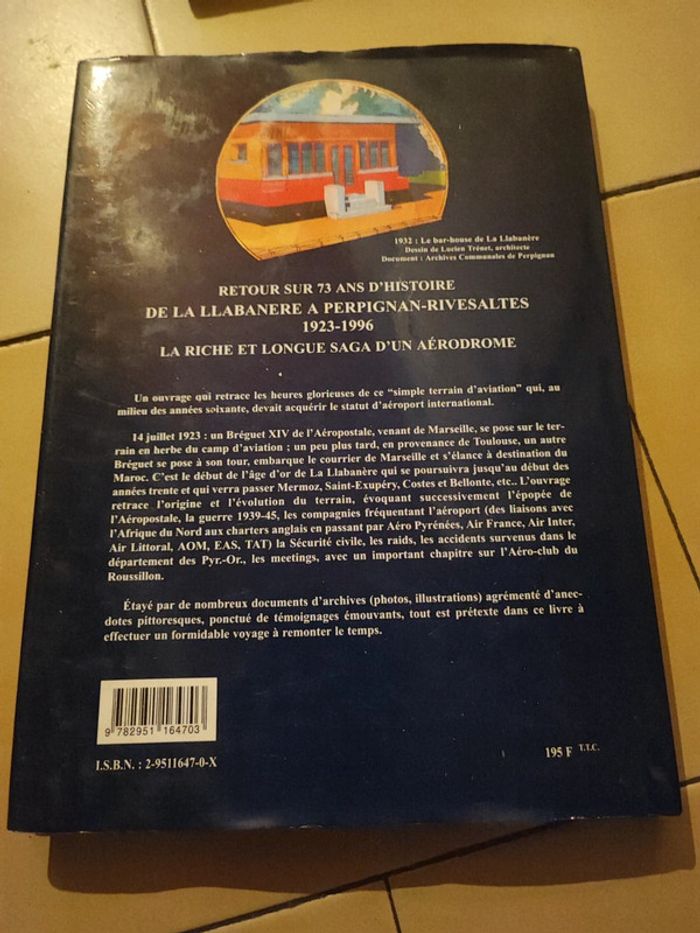 1932 : Le bar-house de La Llabanère
Dessin de Lucien Trénet, architecte
Document : Archives Communales de Perpignan
RETOUR SUR 73 ANS D'HISTOIRE
DE LA LLABANERE A PERPIGNAN-RIVESALTES
1923-1996
LA RICHE ET LONGUE SAGA D'UN AÉRODROME
Un ouvrage qui retrace les heures glorieuses de ce “simple terrain d'aviation” qui, au
milieu des années soixante, devait acquérir le statut d'aéroport international.
14 juillet 1923 : un Bréguet XIV de l'Aéropostale, venant de Marseille, se pose sur le ter-
rain en herbe du camp d'aviation ; un peu plus tard, en provenance de Toulouse, un autre
Bréguet se pose à son tour, embarque le courrier de Marseille et s'élance à destination du
Maroc. C'est le début de l'âge d'or de La Llabanère qui se poursuivra jusqu'au début des
années trente et qui verra passer Mermoz, Saint-Exupéry, Costes et Bellonte, etc.. L'ouvrage
retrace l'origine et l'évolution du terrain, évoquant successivement l'épopée de
l'Aéropostale, la guerre 1939-45, les compagnies fréquentant l'aéroport (des liaisons avec
l'Afrique du Nord aux charters anglais en passant par Aéro Pyrénées, Air France, Air Inter,
Air Littoral, AOM, EAS, TAT) la Sécurité civile, les raids, les accidents survenus dans le
département des Pyr.-Or., les meetings, avec un important chapitre sur l'Aéro-club du
Roussillon.
Étayé par de nombreux documents d'archives (photos, illustrations) agrémenté d'anec-
dotes pittoresques, ponctué de témoignages émouvants, tout est prétexte dans ce livre à
effectuer un formidable voyage à remonter le temps.
9 782951 164703
I.S.B.N. : 2-9511647-0-X
195 F T.T.C.